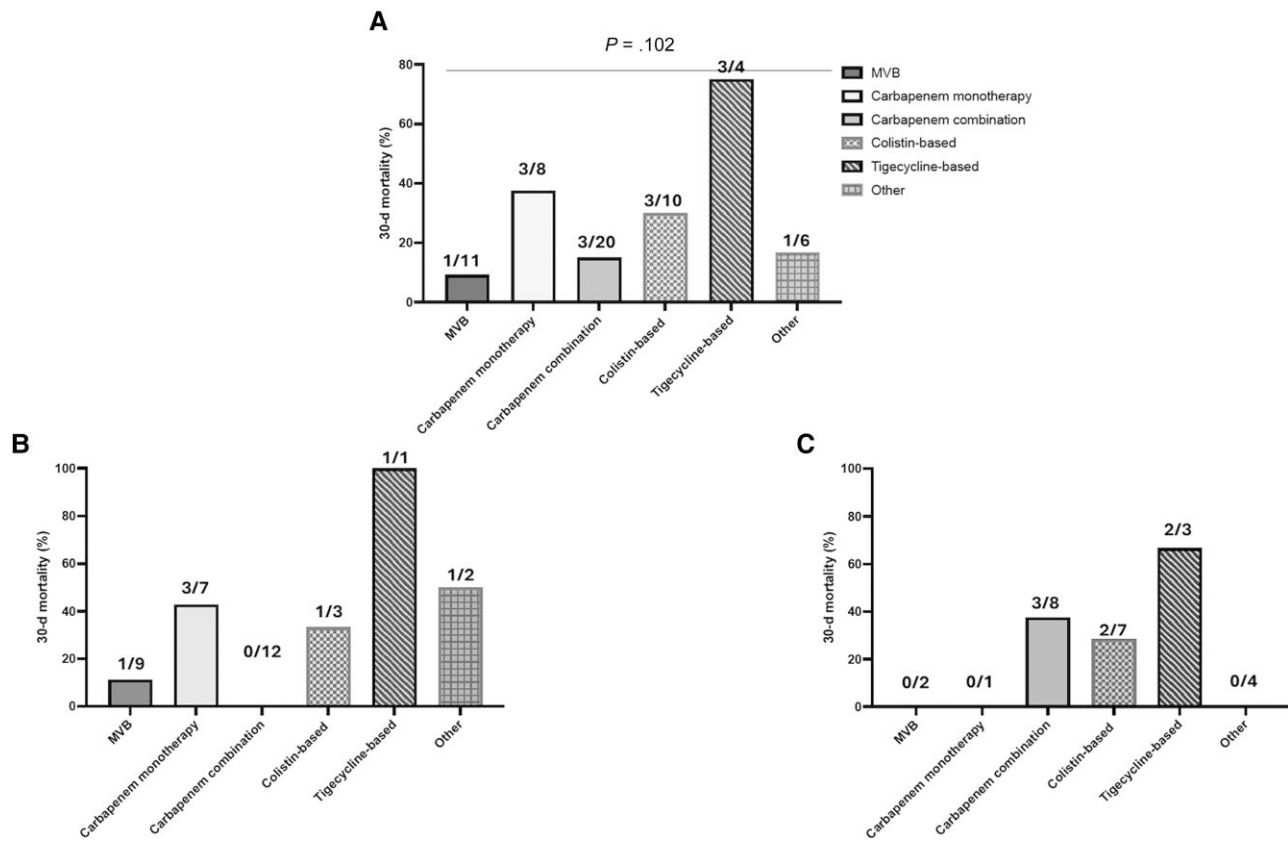 A
P = .102
30-d mortality (%)
80
60
40
20
0
1/11
3/8
3/20
3/10
3/4
1/6
MVB
Carbapenem monotherapy
Carbapenem combination
Colistin-based
Tigecycline-based
Other
MVB
Carbapenem monotherapy
Carbapenem combination
Colistin-based
Tigecycline-based
Other
B
30-d mortality (%)
100
80
60
40
20
0
1/9
3/7
0/12
1/3
1/1
1/2
MVB
Carbapenem monotherapy
Carbapenem combination
Colistin-based
Tigecycline-based
Other
C
30-d mortality (%)
100
80
60
40
20
0
0/2
0/1
3/8
2/7
2/3
0/4
MVB
Carbapenem monotherapy
Carbapenem combination
Colistin-based
Tigecycline-based
Other